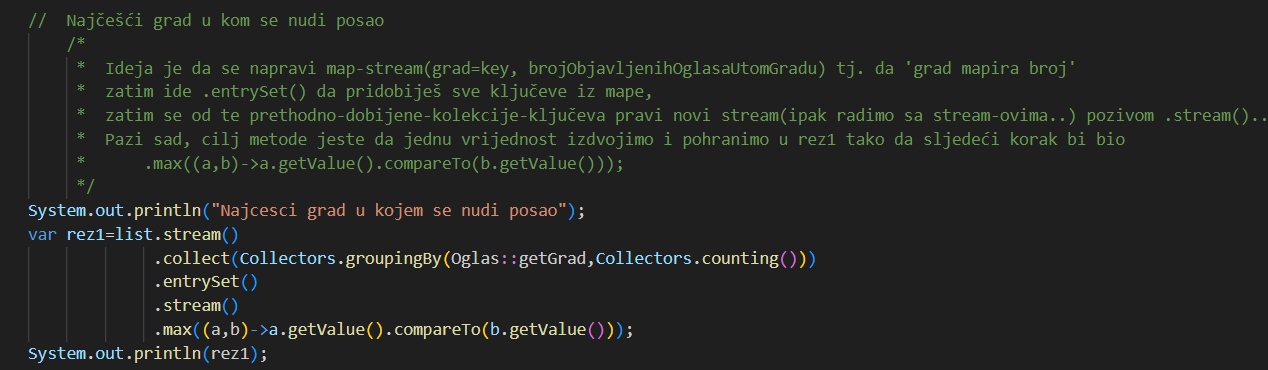 //  Najčešći grad u kom se nudi posao
/*
*  Ideja je da se napravi map-stream(grad=key, brojObjavljenihOglasaUtomGradu) tj. da 'grad mapira broj'
*  zatim ide .entrySet() da pridobiješ sve ključeve iz mape,
*  zatim se od te prethodno-dobijene-kolekcije-ključeva pravi novi stream(ipak radimo sa stream-ovima..) pozivom .stream()..
*  Pazi sad, cilj metode jeste da jednu vrijednost izdvojimo i pohranimo u rez1 tako da sljedeći korak bi bio
*      .max((a,b)->a.getValue().compareTo(b.getValue()));
*/
System.out.println("Najcesci grad u kojem se nudi posao");
var rez1=list.stream()
.collect(Collectors.groupingBy(Oglas::getGrad,Collectors.counting()))
.entrySet()
.stream()
.max((a,b)->a.getValue().compareTo(b.getValue()));
System.out.println(rez1);